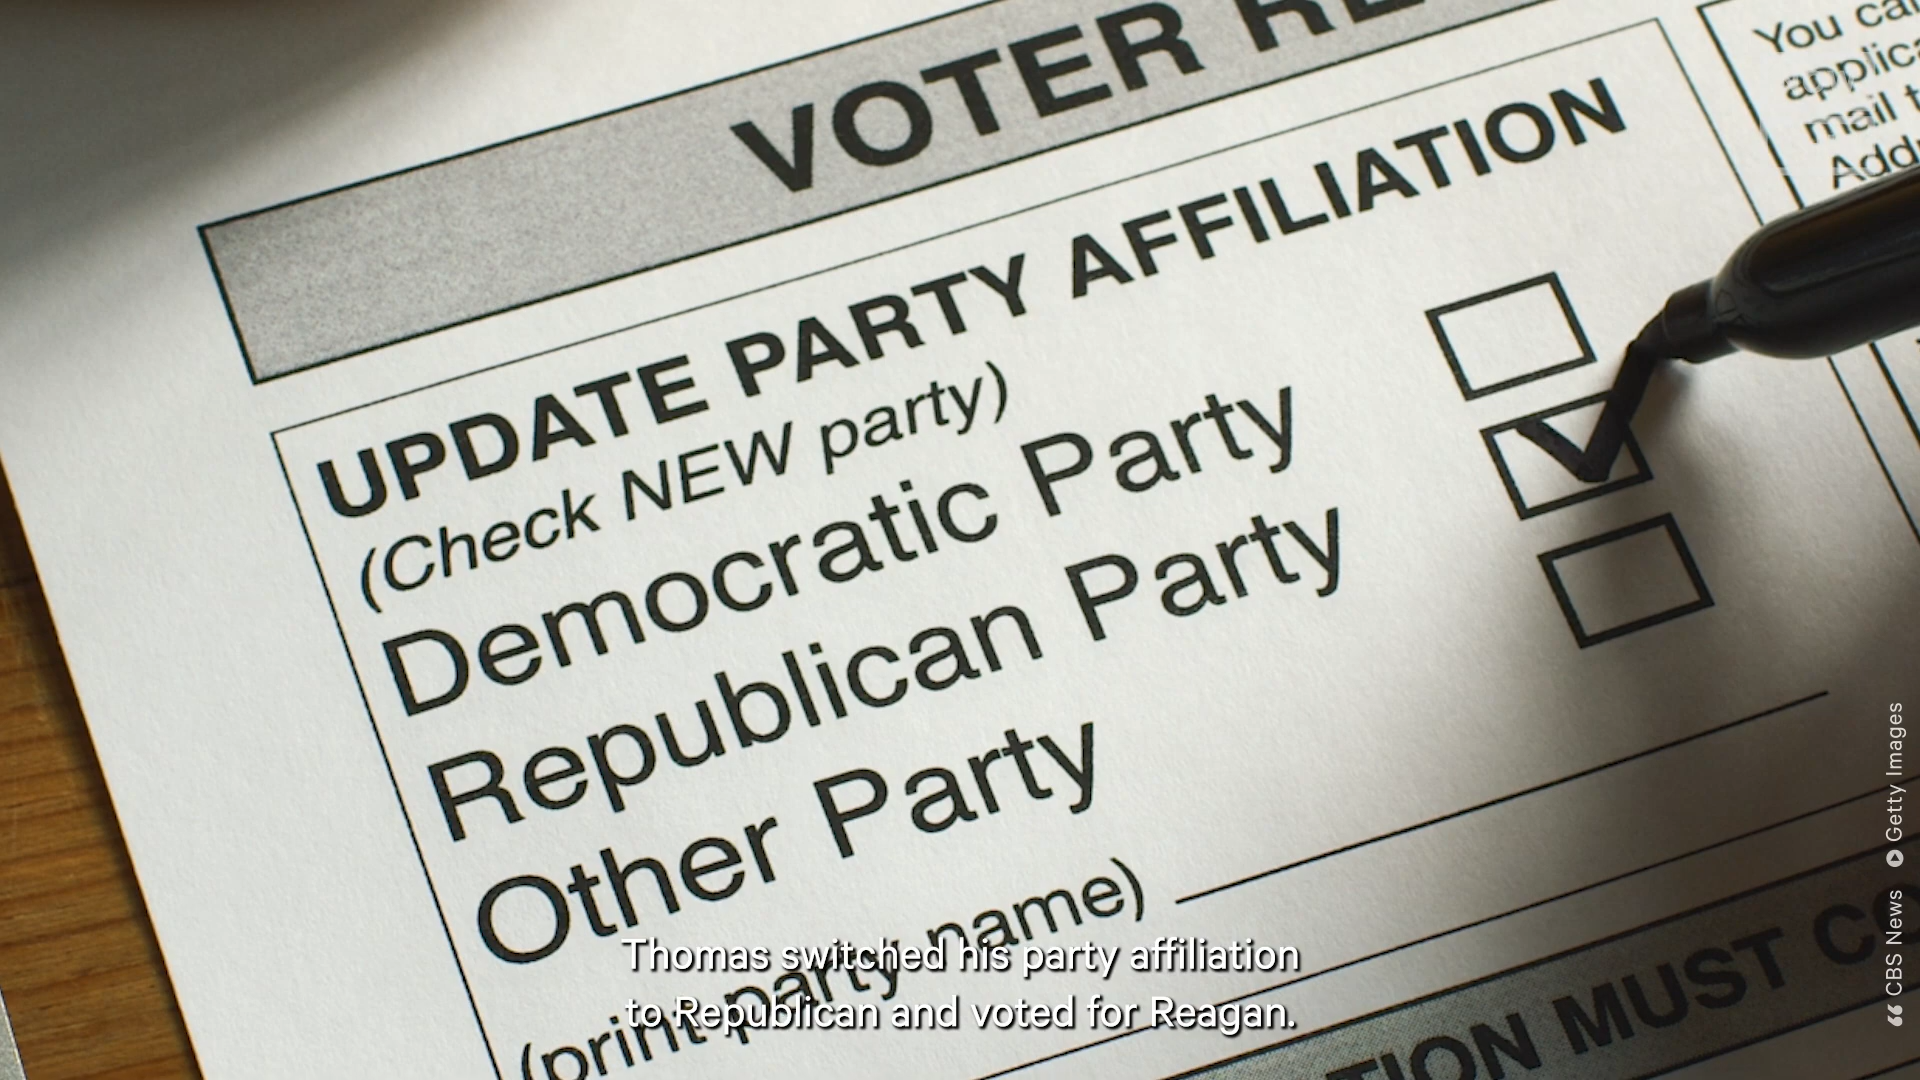 VOTER RE
UPDATE PARTY AFFILIATION
(Check NEW party)
Democratic Party
Republican Party
Other Party
(print party name)
You can
applica
mail t
Addr
TION MUST CO
Thomas switched his party affiliation
to Republican and voted for Reagan.
CBS News Getty Images